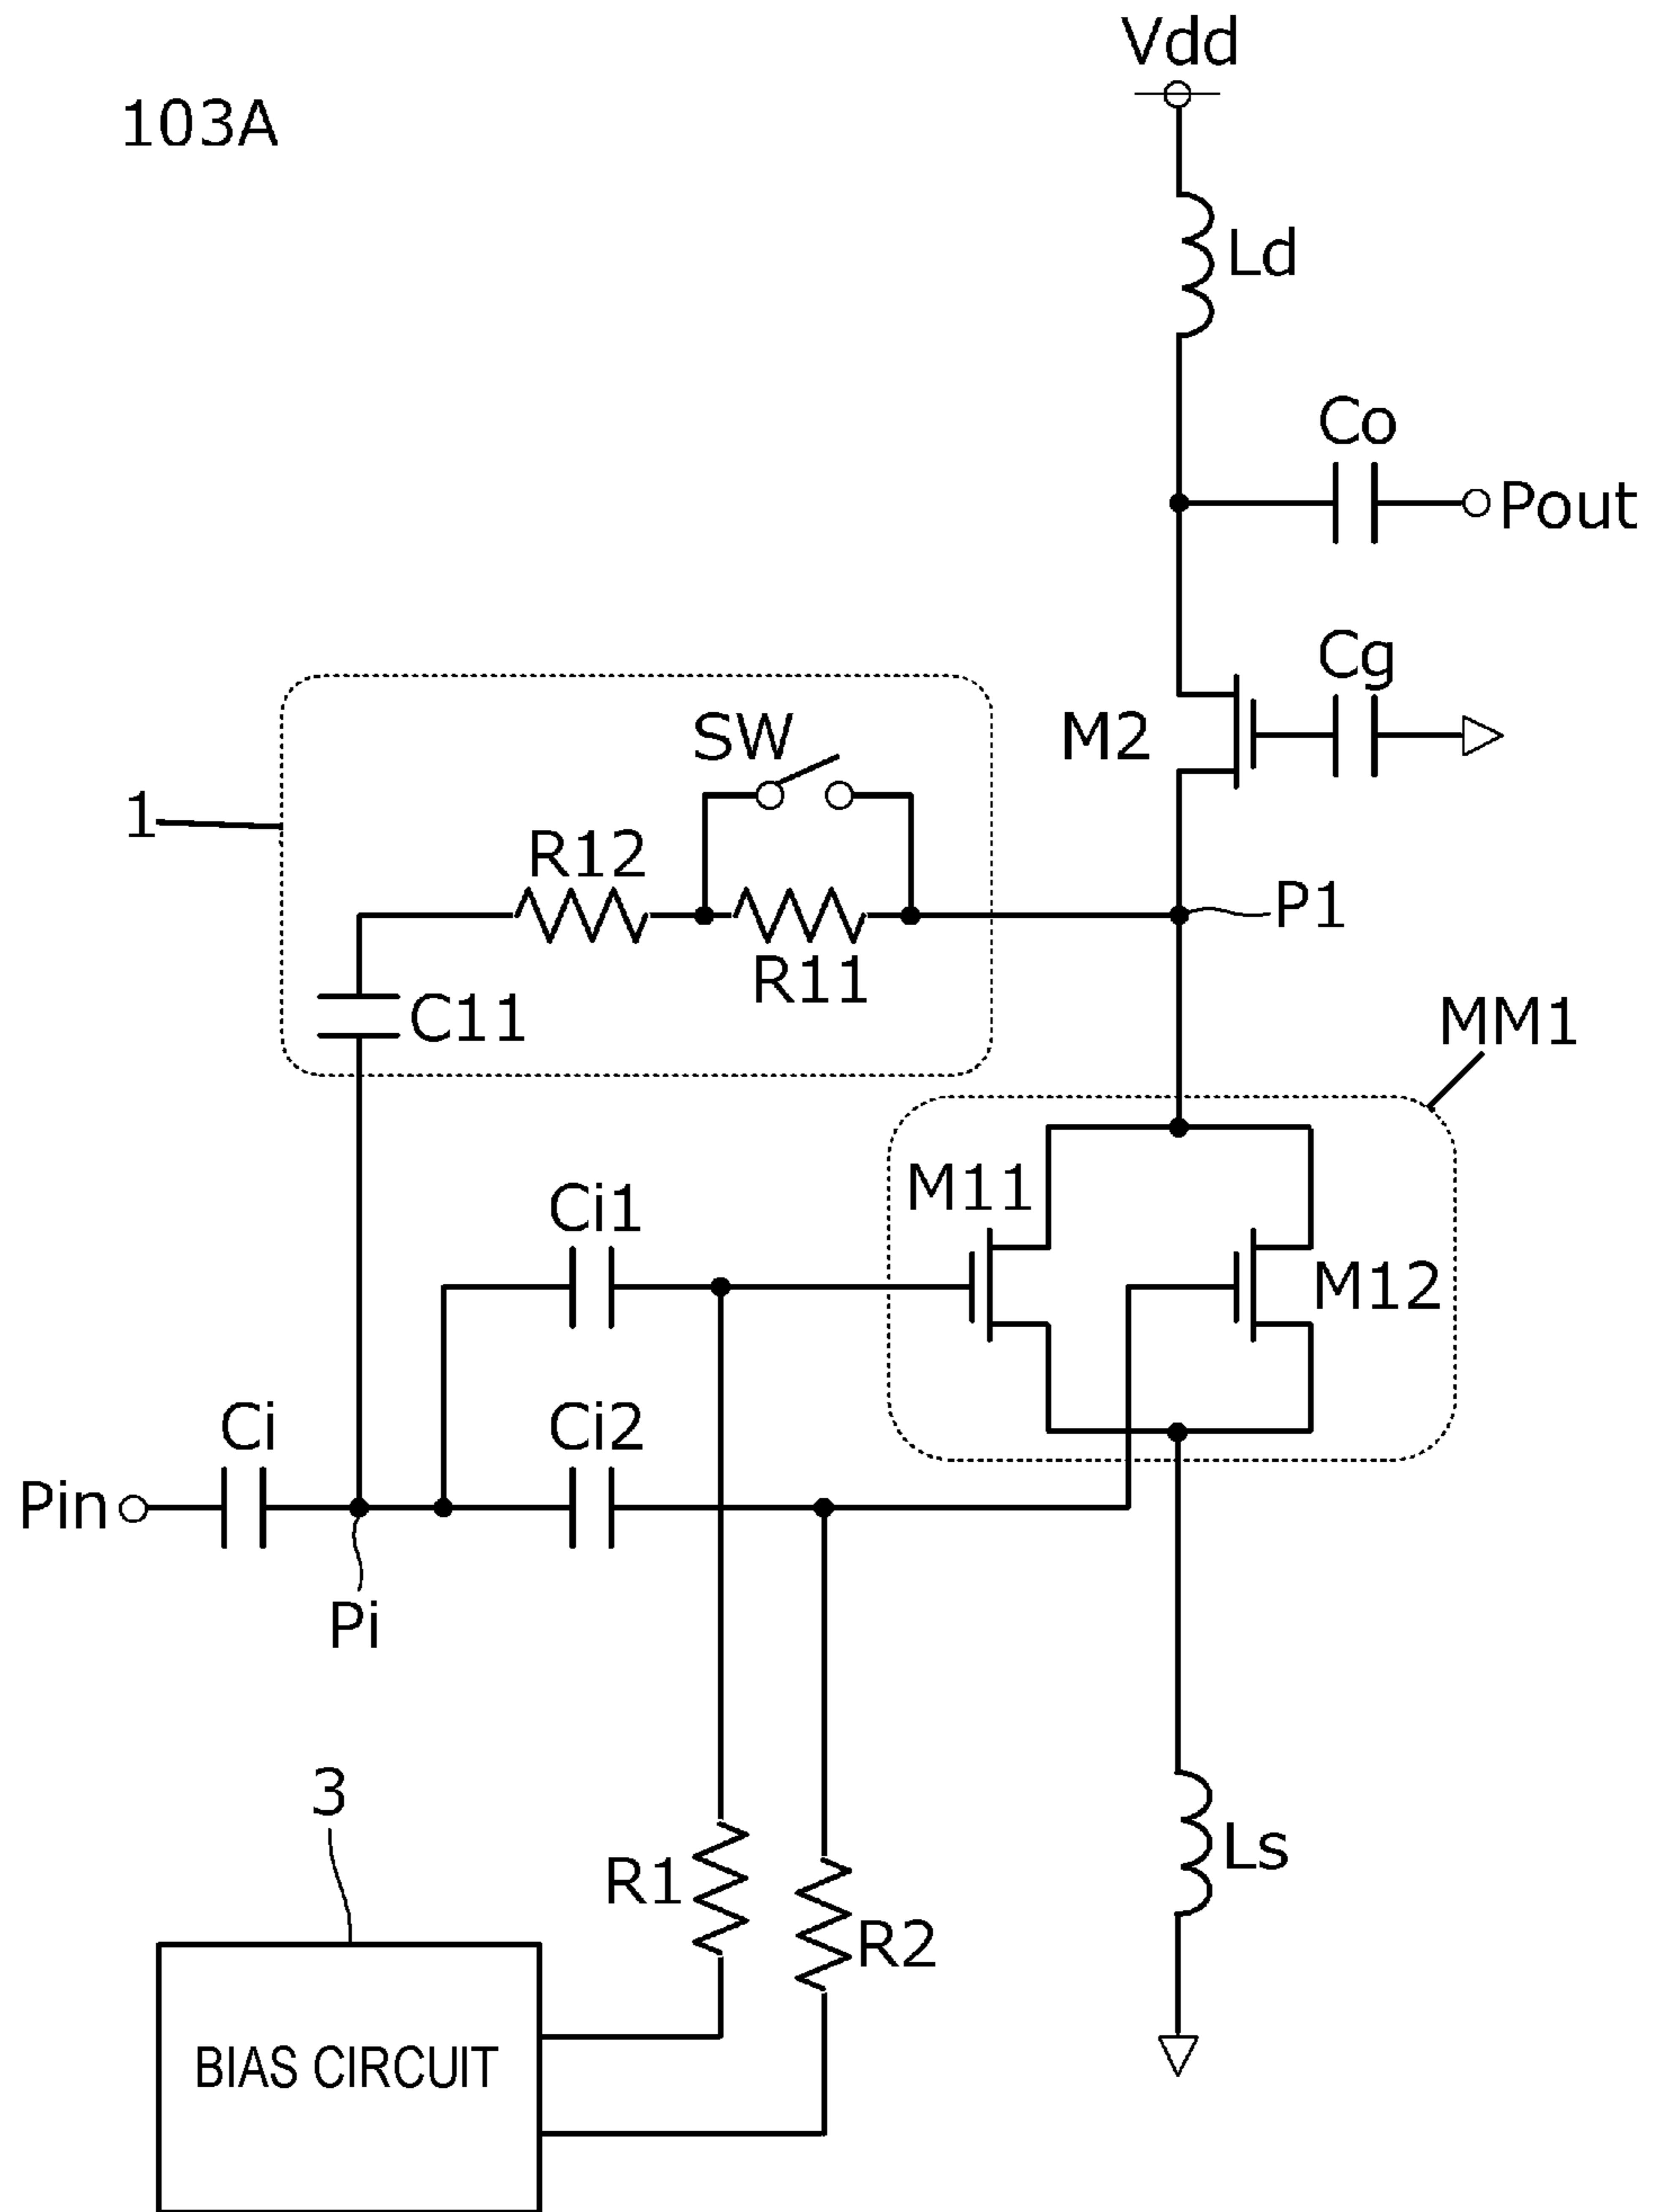 Vdd
103A
Ld
Co
Pout
Cg
SW
M2
1
R12
P1
R11
C11
MM1
M11
Ci1
M12
Ci
Ci2
Pin
Pi
3
R1
Ls
R2
BIAS CIRCUIT